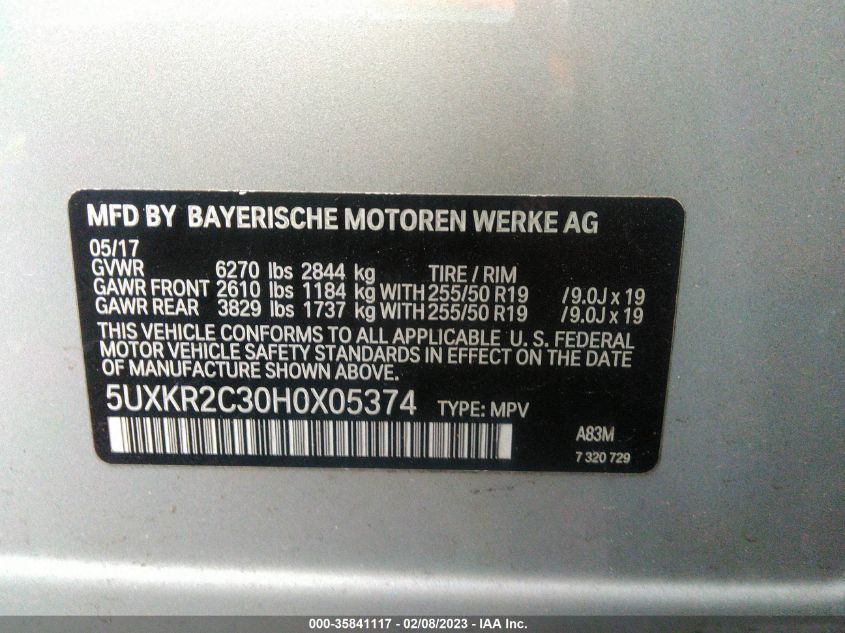 MFD BY BAYERISCHE MOTOREN WERKE AG
05/17
GVWR 6270 lbs 2844 kg TIRE / RIM
GAWR FRONT 2610 lbs 1184 kg WITH 255/50 R19 /9.0J x 19
GAWR REAR 3829 lbs 1737 kg WITH 255/50 R19 /9.0J x 19
THIS VEHICLE CONFORMS TO ALL APPLICABLE U. S. FEDERAL
MOTOR VEHICLE SAFETY STANDARDS IN EFFECT ON THE DATE
OF MANUFACTURE SHOWN ABOVE.
5UXKR2C30H0X05374 TYPE: MPV
A83M
7 320 729
000-35841117 — 02/08/2023 — IAA Inc.